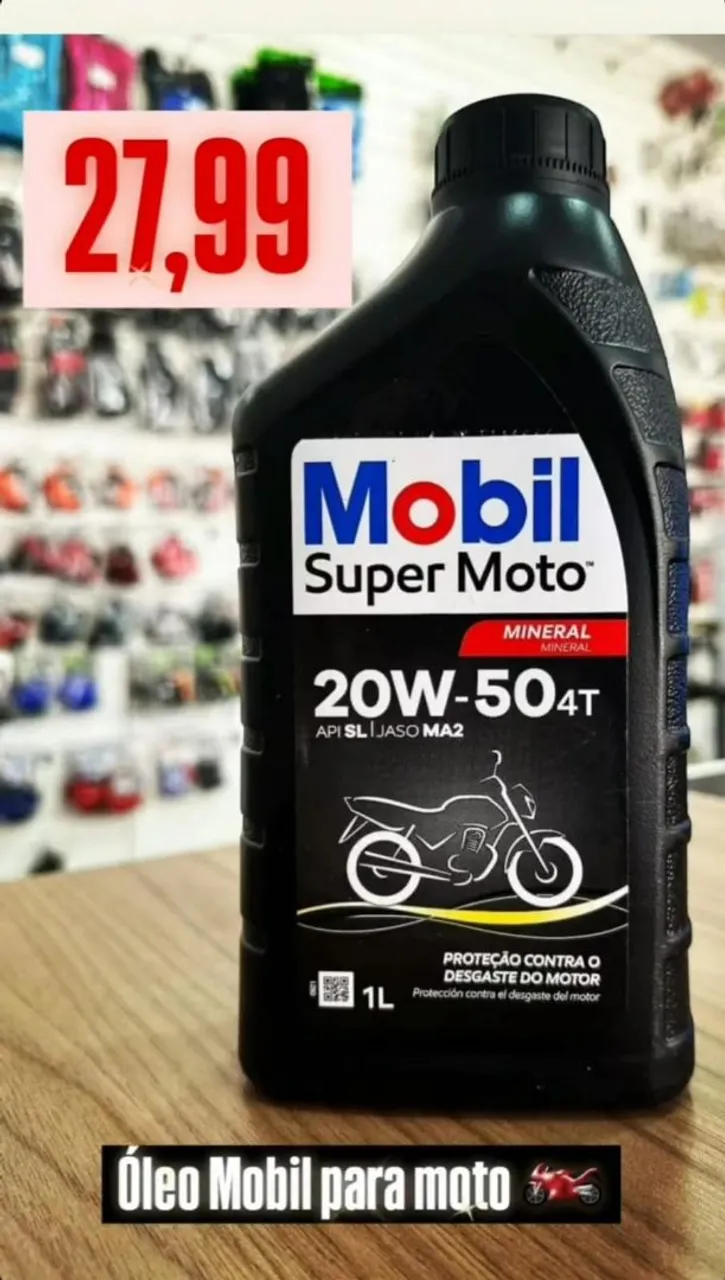 27,99
Mobil
Super Moto™
MINERAL
MINERAL
20W-50 4T
API SL | JASO MA2
PROTEÇÃO CONTRA O
DESGASTE DO MOTOR
Protección contra el desgaste del motor
1L
Óleo Mobil para moto